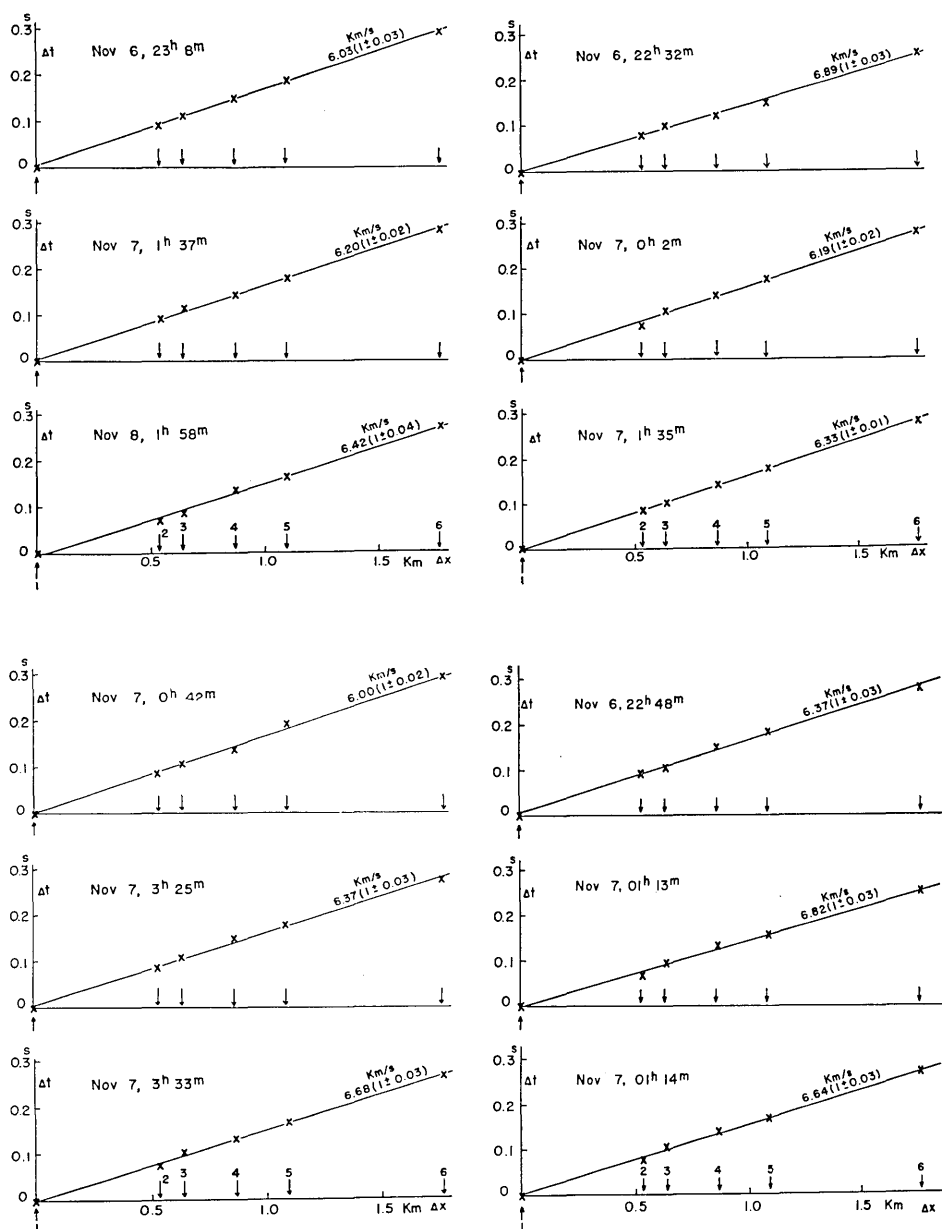 s
0.3
Δt Nov 6, 23h 8m
Km/s
6.03(1±0.03)
0.2
0.1
0
s
0.3
Δt Nov 6, 22h 32m
Km/s
6.89(1±0.03)
0.2
0.1
0
s
0.3
Δt Nov 7, 1h 37m
Km/s
6.20(1±0.02)
0.2
0.1
0
s
0.3
Δt Nov 7, 0h 2m
Km/s
6.19(1±0.02)
0.2
0.1
0
s
0.3
Δt Nov 8, 1h 58m
Km/s
6.42(1±0.04)
0.2
0.1
2 3 4 5 6
0
0.5 1.0 1.5 Km Δx
1
s
0.3
Δt Nov 7, 1h 35m
Km/s
6.33(1±0.01)
0.2
0.1
2 3 4 5 6
0
0.5 1.0 1.5 Km Δx
1
s
0.3
Δt Nov 7, 0h 42m
Km/s
6.00(1±0.02)
0.2
0.1
0
s
0.3
Δt Nov 6, 22h 48m
Km/s
6.37(1±0.03)
0.2
0.1
0
s
0.3
Δt Nov 7, 3h 25m
Km/s
6.37(1±0.03)
0.2
0.1
0
s
0.3
Δt Nov 7, 01h 13m
Km/s
6.82(1±0.03)
0.2
0.1
0
s
0.3
Δt Nov 7, 3h 33m
Km/s
6.68(1±0.03)
0.2
0.1
2 3 4 5 6
0
0.5 1.0 1.5 Km Δx
1
s
0.3
Δt Nov 7, 01h 14m
Km/s
6.64(1±0.03)
0.2
0.1
2 3 4 5 6
0
0.5 1.0 1.5 Km Δx
1